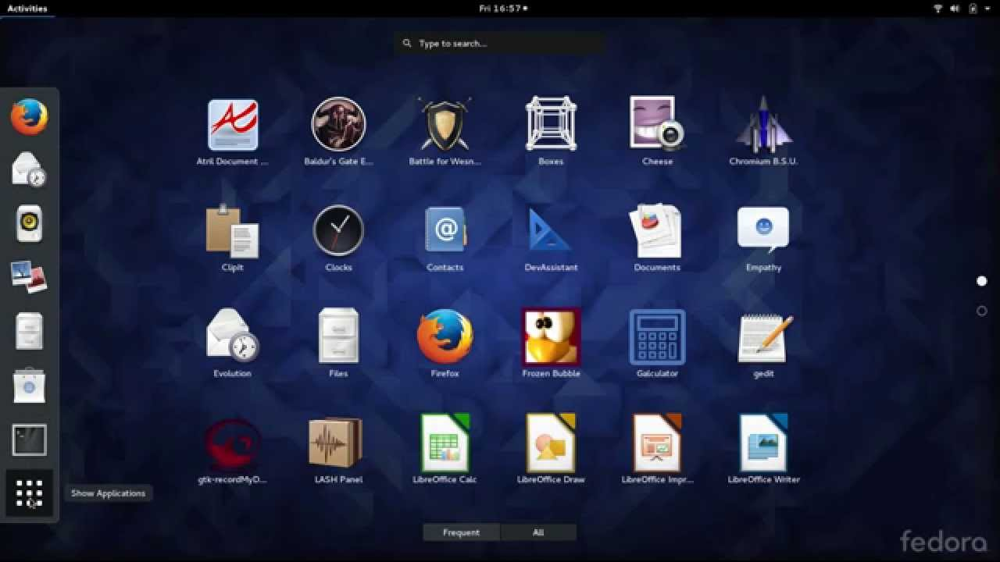 Activities
Fri 16:57
Type to search...
Atril Document ...
Baldur's Gate E...
Battle for Wesn...
Boxes
Cheese
Chromium B.S.U.
ClipIt
Clocks
Contacts
DevAssistant
Documents
Empathy
Evolution
Files
Firefox
Frozen Bubble
Galculator
gedit
gtk-recordMyD...
LASH Panel
LibreOffice Calc
LibreOffice Draw
LibreOffice Impr...
LibreOffice Writer
Show Applications
Frequent
All
fedora